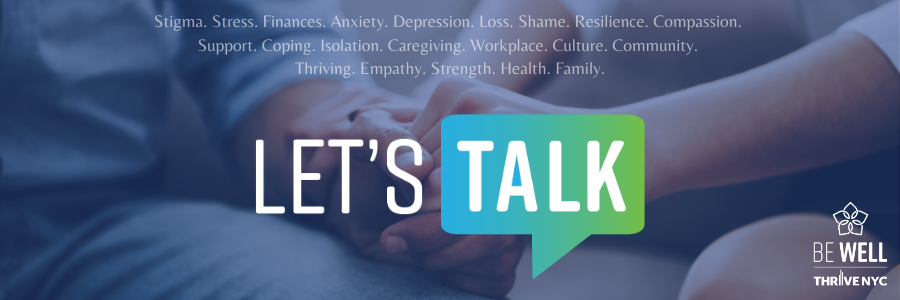 Stigma. Stress. Finances. Anxiety. Depression. Loss. Shame. Resilience. Compassion.
Support. Coping. Isolation. Caregiving. Workplace. Culture. Community.
Thriving. Empathy. Strength. Health. Family.
LET'S TALK
BE WELL
THRIVE NYC